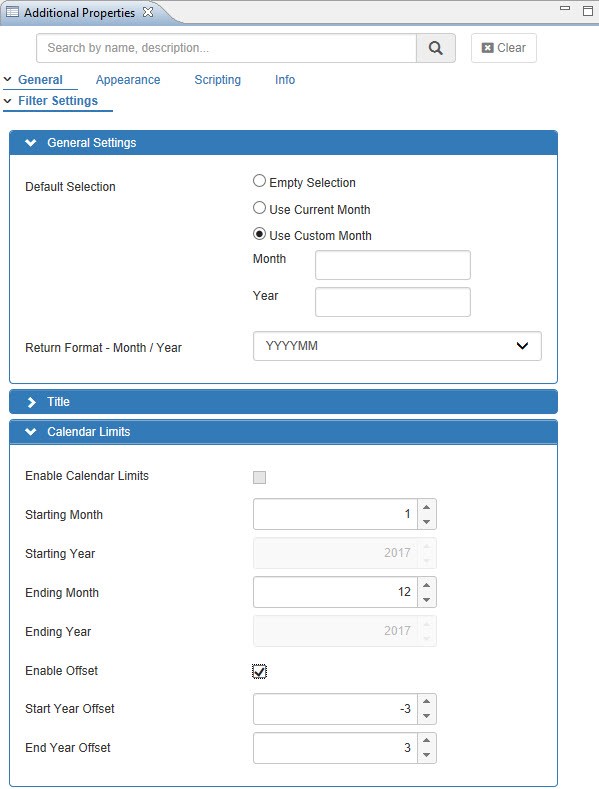 Additional Properties
Search by name, description...
Clear
General Appearance Scripting Info
Filter Settings
General Settings
Default Selection
Empty Selection
Use Current Month
Use Custom Month
Month
Year
Return Format - Month / Year YYYYMM
Title
Calendar Limits
Enable Calendar Limits
Starting Month 1
Starting Year 2017
Ending Month 12
Ending Year 2017
Enable Offset
Start Year Offset -3
End Year Offset 3